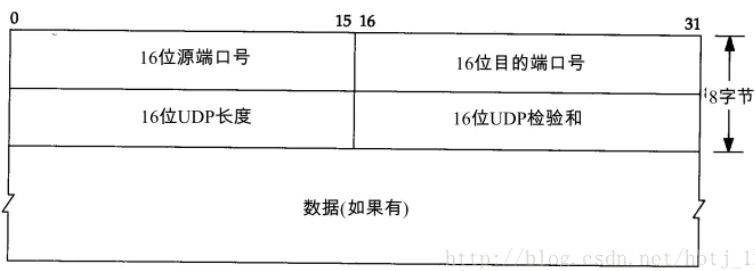 0 15 16 31
16位源端口号 16位目的端口号
8字节
16位UDP长度 16位UDP检验和
数据(如果有)
http://blog.csdn.net/hbtj_1